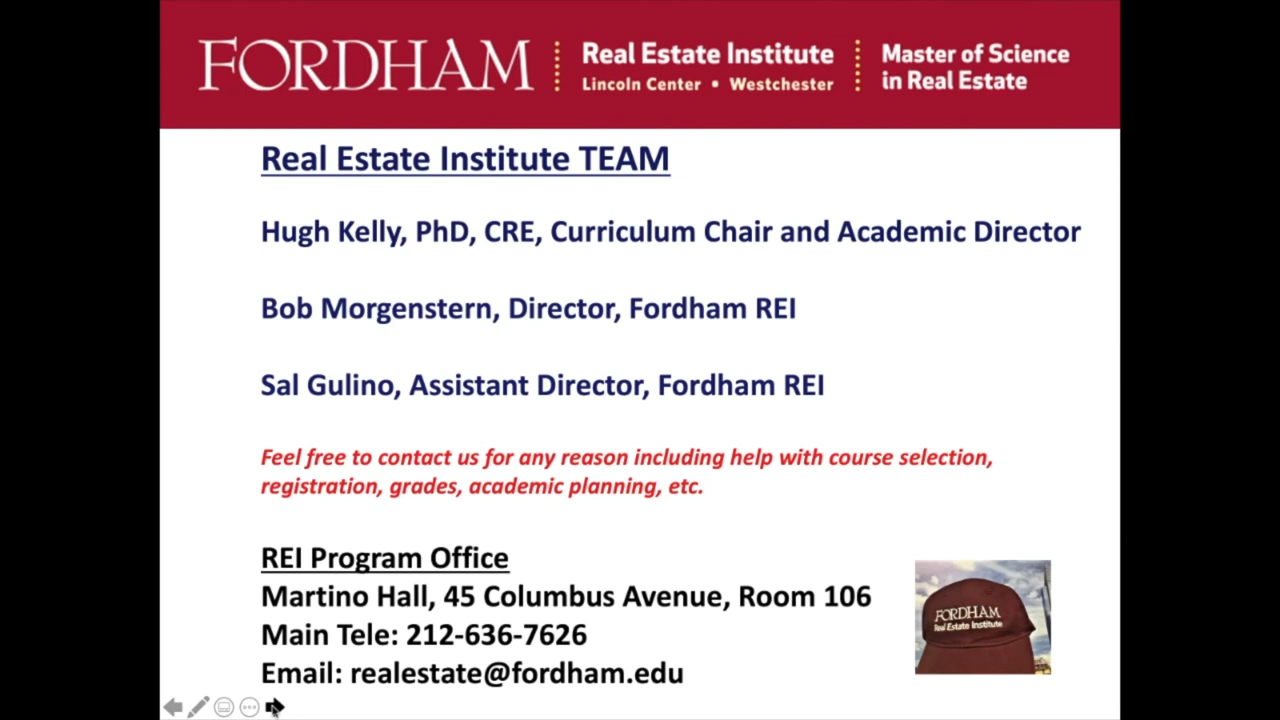 FORDHAM
Real Estate Institute
Lincoln Center • Westchester
Master of Science
in Real Estate
Real Estate Institute TEAM
Hugh Kelly, PhD, CRE, Curriculum Chair and Academic Director
Bob Morgenstern, Director, Fordham REI
Sal Gulino, Assistant Director, Fordham REI
Feel free to contact us for any reason including help with course selection,
registration, grades, academic planning, etc.
REI Program Office
Martino Hall, 45 Columbus Avenue, Room 106
Main Tele: 212-636-7626
Email: realestate@fordham.edu
FORDHAM
Real Estate Institute